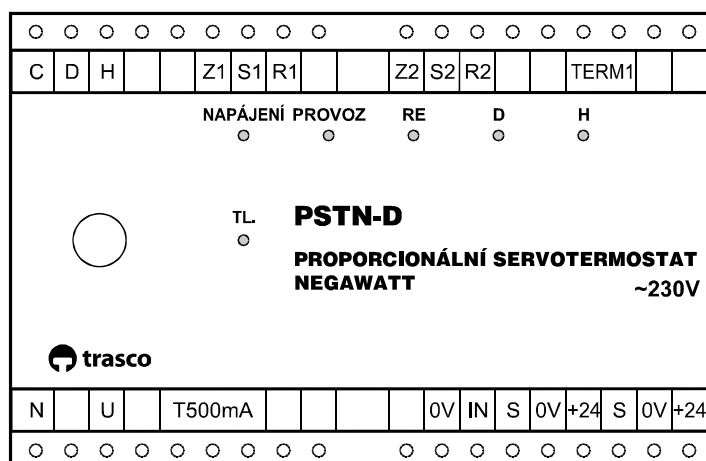 C D H Z1 S1 R1 Z2 S2 R2 TERM1
NAPÁJENÍ PROVOZ RE D H
TL. PSTN-D
PROPORCIONÁLNÍ SERVOTERMOSTAT
NEGAWATT ~230V
trasco
N U T500mA 0V IN S 0V +24 S 0V +24